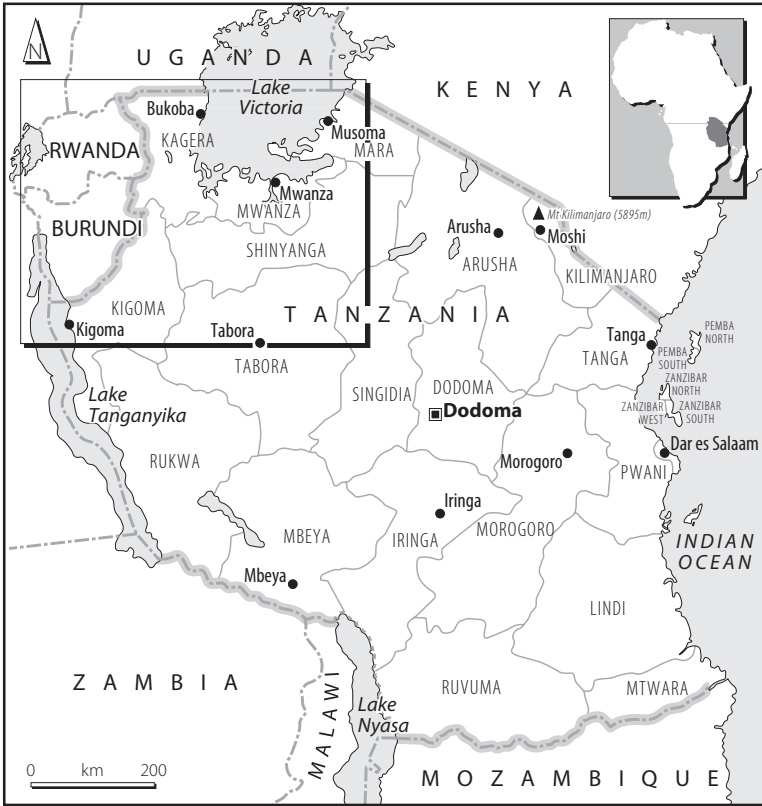 N
UGANDA
KENYA
Lake
Victoria
Bukoba
KAGERA
Musoma
MARA
RWANDA
Mwanza
MWANZA
BURUNDI
SHINYANGA
Arusha
ARUSHA
Mt Kilimanjaro (5895m)
Moshi
KILIMANJARO
KIGOMA
Kigoma
TANZANIA
Tabora
TABORA
Tanga
TANGA
PEMBA
NORTH
PEMBA
SOUTH
ZANZIBAR
NORTH
ZANZIBAR
WEST
ZANZIBAR
SOUTH
Lake
Tanganyika
SINGIDIA
DODOMA
Dodoma
RUKWA
Morogoro
Dar es Salaam
PWANI
Iringa
IRINGA
MOROGORO
MBEYA
Mbeya
INDIAN
OCEAN
LINDI
ZAMBIA
MALAWI
Lake
Nyasa
RUVUMA
MTWARA
MOZAMBIQUE
0 km 200